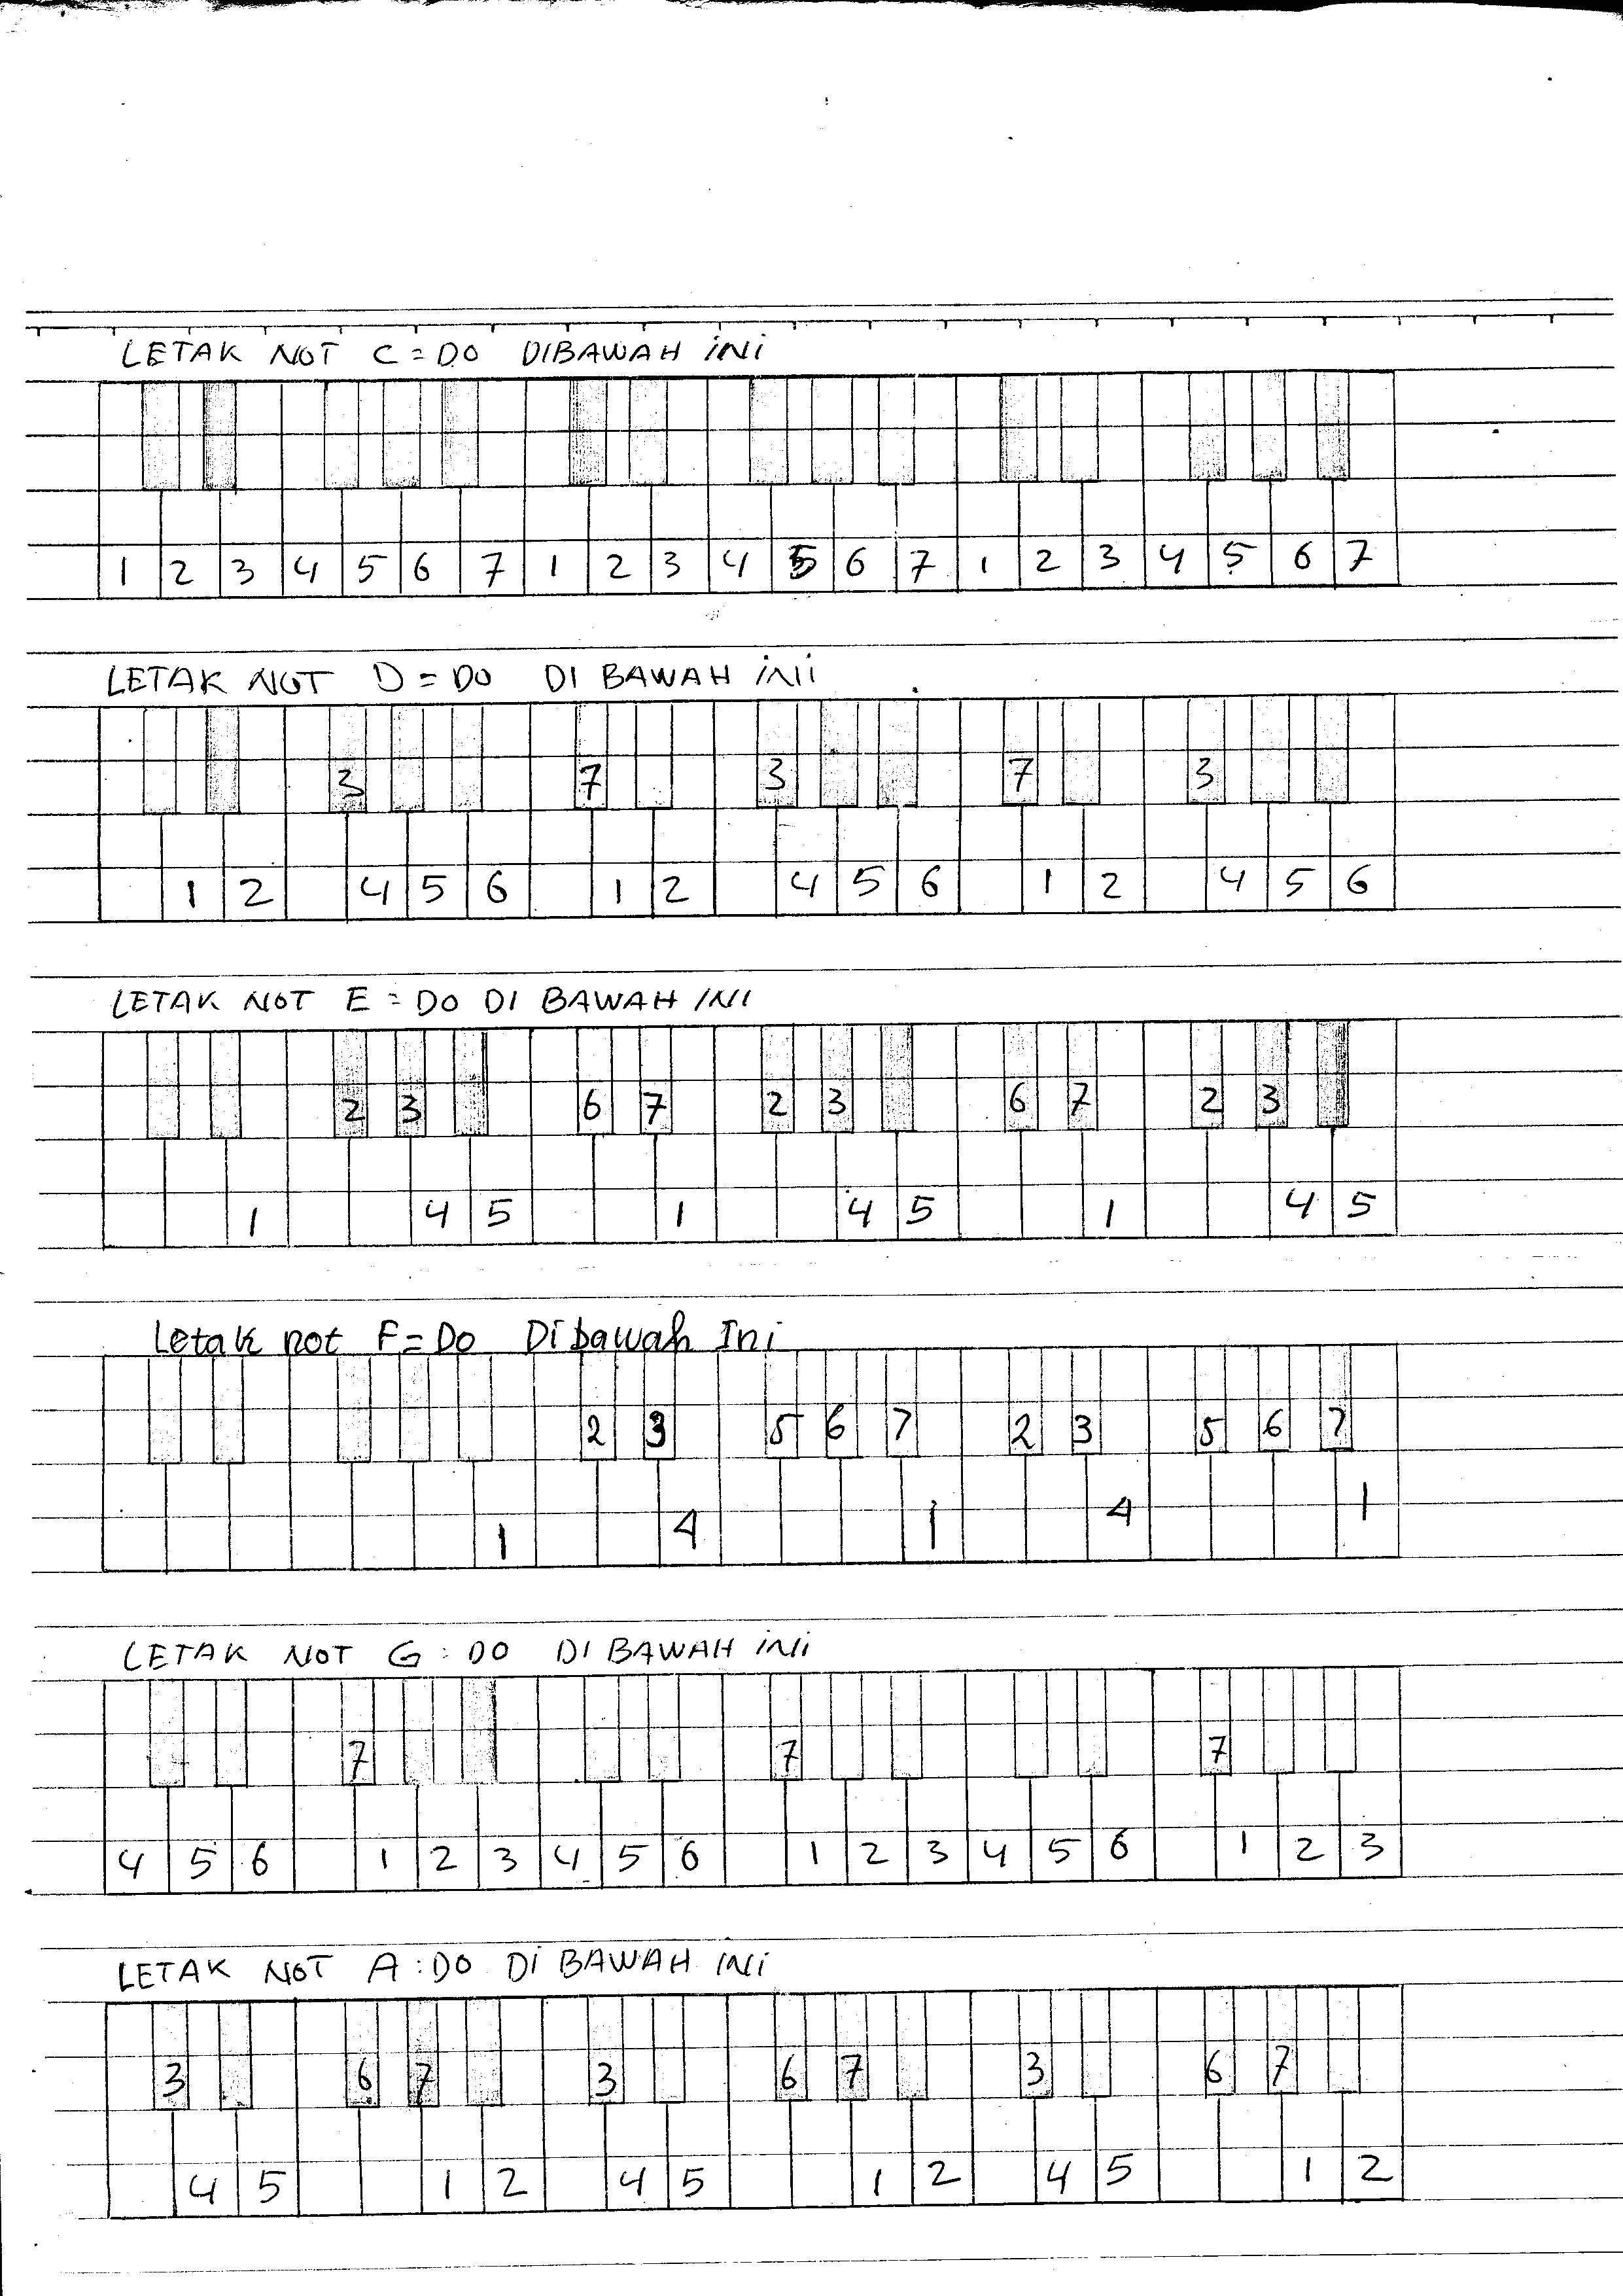 LETAK NOT C = DO DIBAWAH iNi
1 2 3 4 5 6 7 1 2 3 4 5 6 7 1 2 3 4 5 6 7
LETAK NOT D = DO DI BAWAH iNii
3 7 3 7 3
1 2 4 5 6 1 2 4 5 6 1 2 4 5 6
LETAK NOT E = DO DI BAWAH INI
2 3 6 7 2 3 6 7 2 3
1 4 5 1 4 5 1 4 5
Letak not F = Do Dibawah Ini
2 3 5 6 7 2 3 5 6 7
1 4 1 4 1
LETAK NOT G : DO DI BAWAH iNii
7 7 7
4 5 6 1 2 3 4 5 6 1 2 3 4 5 6 1 2 3
LETAK NOT A : DO Di BAWAH iNi
3 6 7 3 6 7 3 6 7
4 5 1 2 4 5 1 2 4 5 1 2